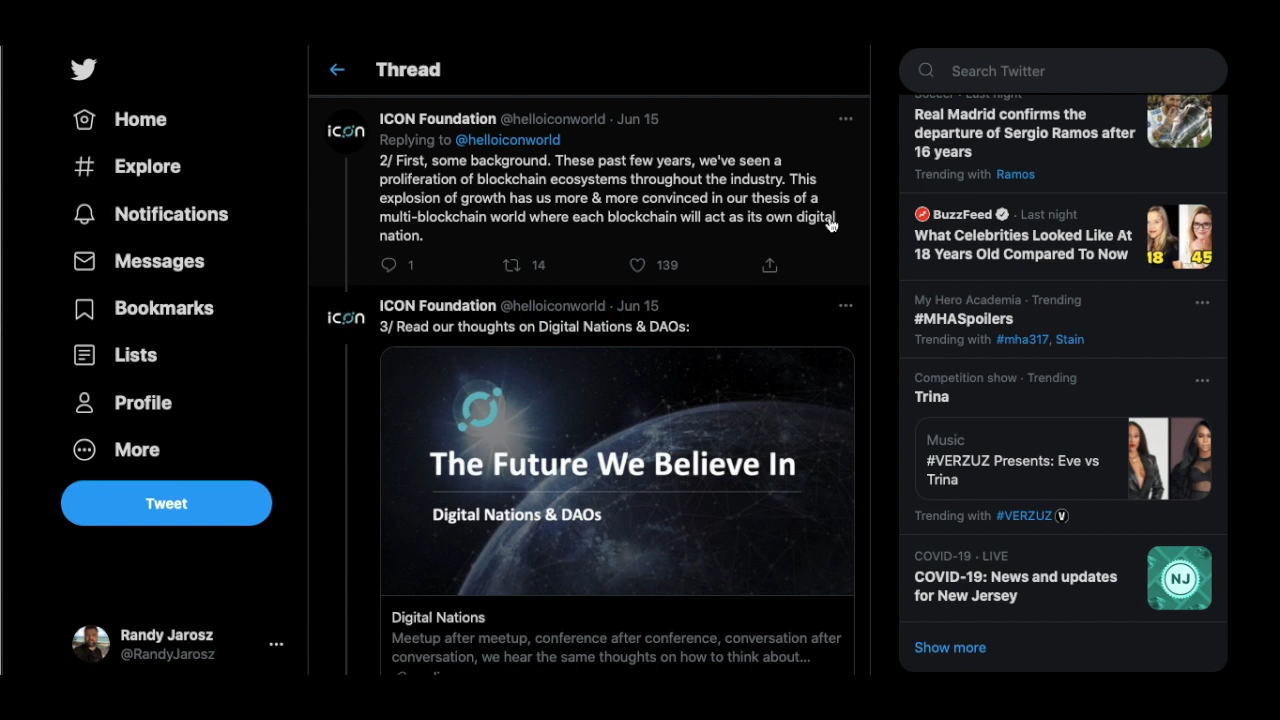 Home
Explore
Notifications
Messages
Bookmarks
Lists
Profile
More
Tweet
Randy Jarosz
@RandyJarosz
Thread
icon
ICON Foundation @helloiconworld · Jun 15
Replying to @helloiconworld
2/ First, some background. These past few years, we've seen a
proliferation of blockchain ecosystems throughout the industry. This
explosion of growth has us more & more convinced in our thesis of a
multi-blockchain world where each blockchain will act as its own digital
nation.
1 14 139
icon
ICON Foundation @helloiconworld · Jun 15
3/ Read our thoughts on Digital Nations & DAOs:
The Future We Believe In
Digital Nations & DAOs
Digital Nations
Meetup after meetup, conference after conference, conversation after
conversation, we hear the same thoughts on how to think about...
Search Twitter
Soccer · Last night
Real Madrid confirms the
departure of Sergio Ramos after
16 years
Trending with Ramos
BuzzFeed · Last night
What Celebrities Looked Like At
18 Years Old Compared To Now
18 45
My Hero Academia · Trending
#MHASpoilers
Trending with #mha317, Stain
Competition show · Trending
Trina
Music
#VERZUZ Presents: Eve vs
Trina
Trending with #VERZUZ V
COVID-19 · LIVE
COVID-19: News and updates
for New Jersey
NJ
Show more